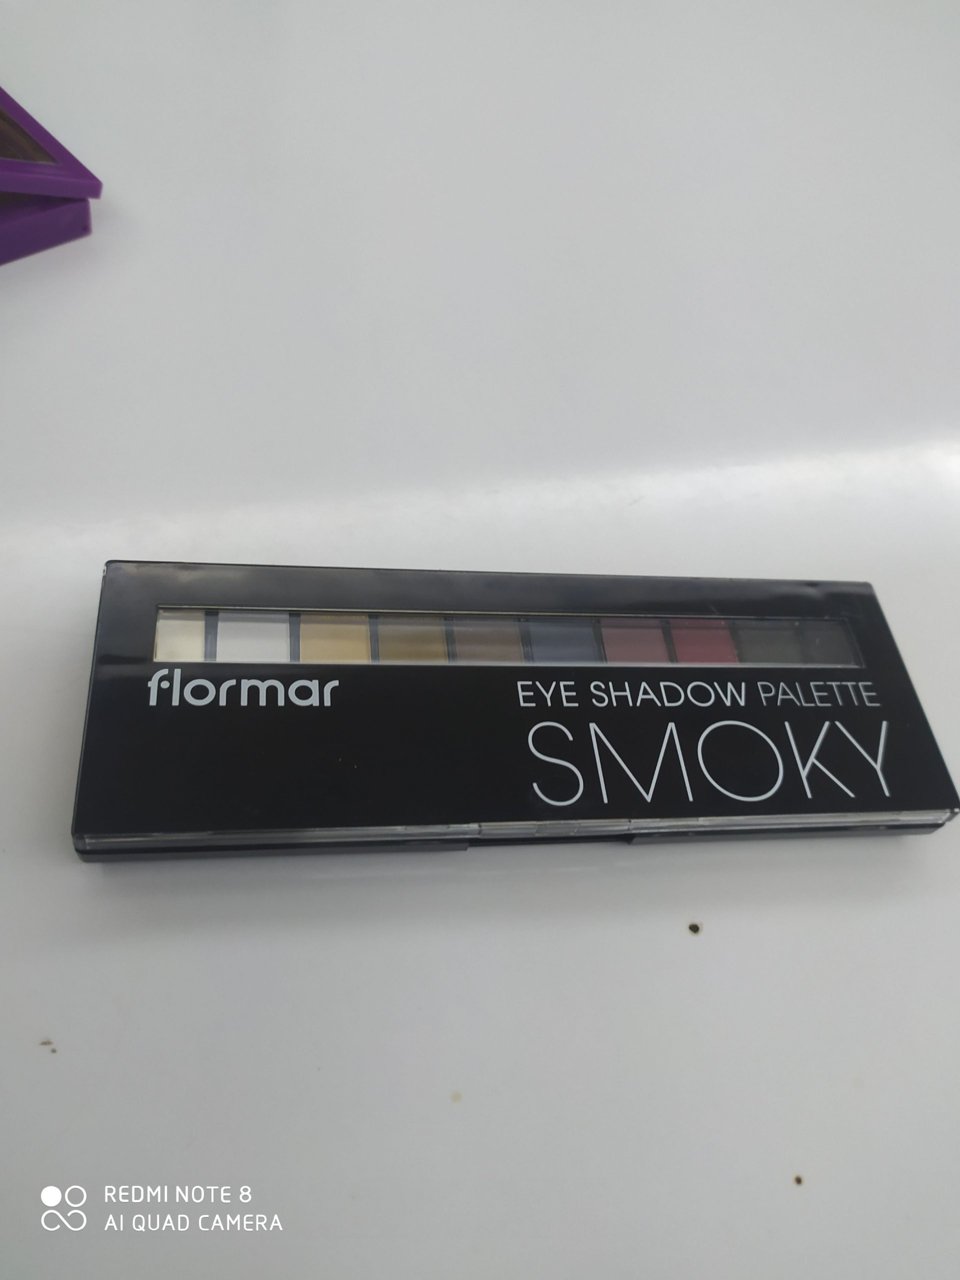 flormar
EYE SHADOW PALETTE
SMOKY
REDMI NOTE 8
AI QUAD CAMERA